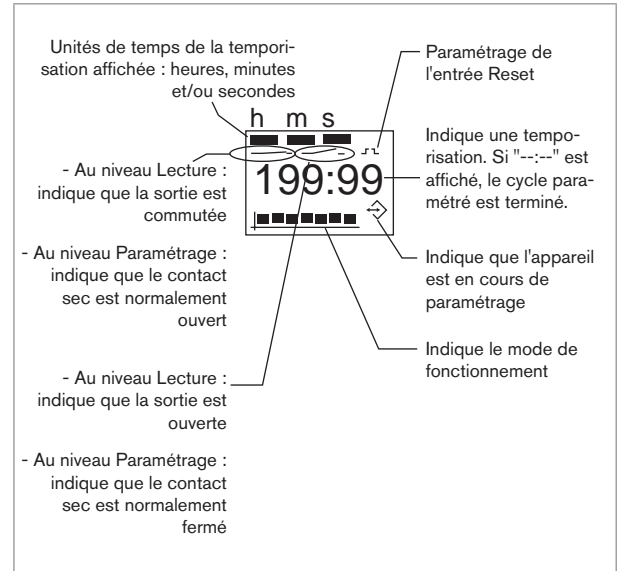 Unités de temps de la tempori-
sation affichée : heures, minutes
et/ou secondes
Paramétrage de
l'entrée Reset
h m s
199:99
- Au niveau Lecture :
indique que la sortie est
commutée
- Au niveau Paramétrage :
indique que le contact
sec est normalement
ouvert
- Au niveau Lecture :
indique que la sortie est
ouverte
- Au niveau Paramétrage :
indique que le contact
sec est normalement
fermé
Indique une tempo-
risation. Si "--:--" est
affiché, le cycle para-
métré est terminé.
Indique que l'appareil
est en cours de
paramétrage
Indique le mode de
fonctionnement